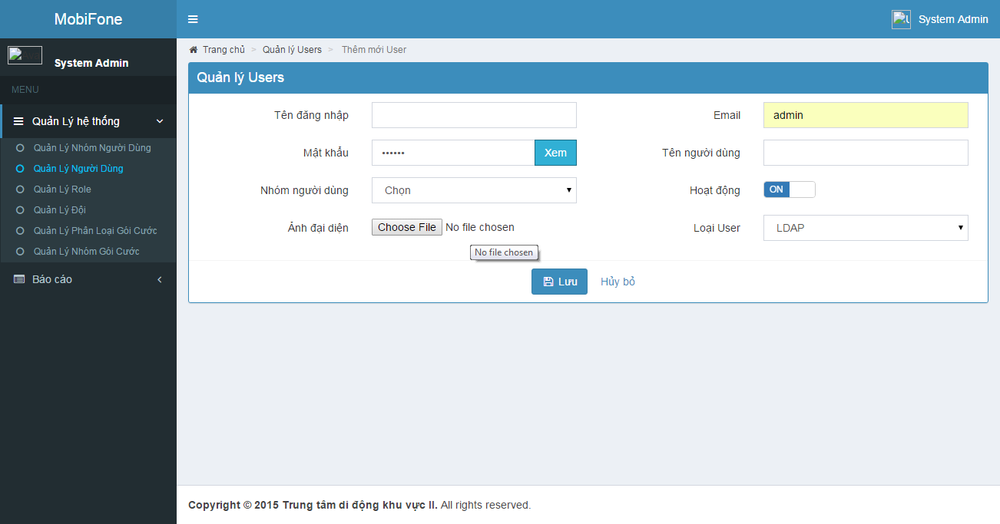 MobiFone
System Admin
System Admin
MENU
Quản Lý hệ thống
Quản Lý Nhóm Người Dùng
Quản Lý Người Dùng
Quản Lý Role
Quản Lý Đội
Quản Lý Phân Loại Gói Cước
Quản Lý Nhóm Gói Cước
Báo cáo
Trang chủ > Quản lý Users > Thêm mới User
Quản lý Users
Tên đăng nhập
Email admin
Mật khẩu •••••• Xem
Tên người dùng
Nhóm người dùng Chọn
Hoạt động ON
Ảnh đại diện Choose File No file chosen
Loại User LDAP
No file chosen
Lưu Hủy bỏ
Copyright © 2015 Trung tâm di động khu vực II. All rights reserved.